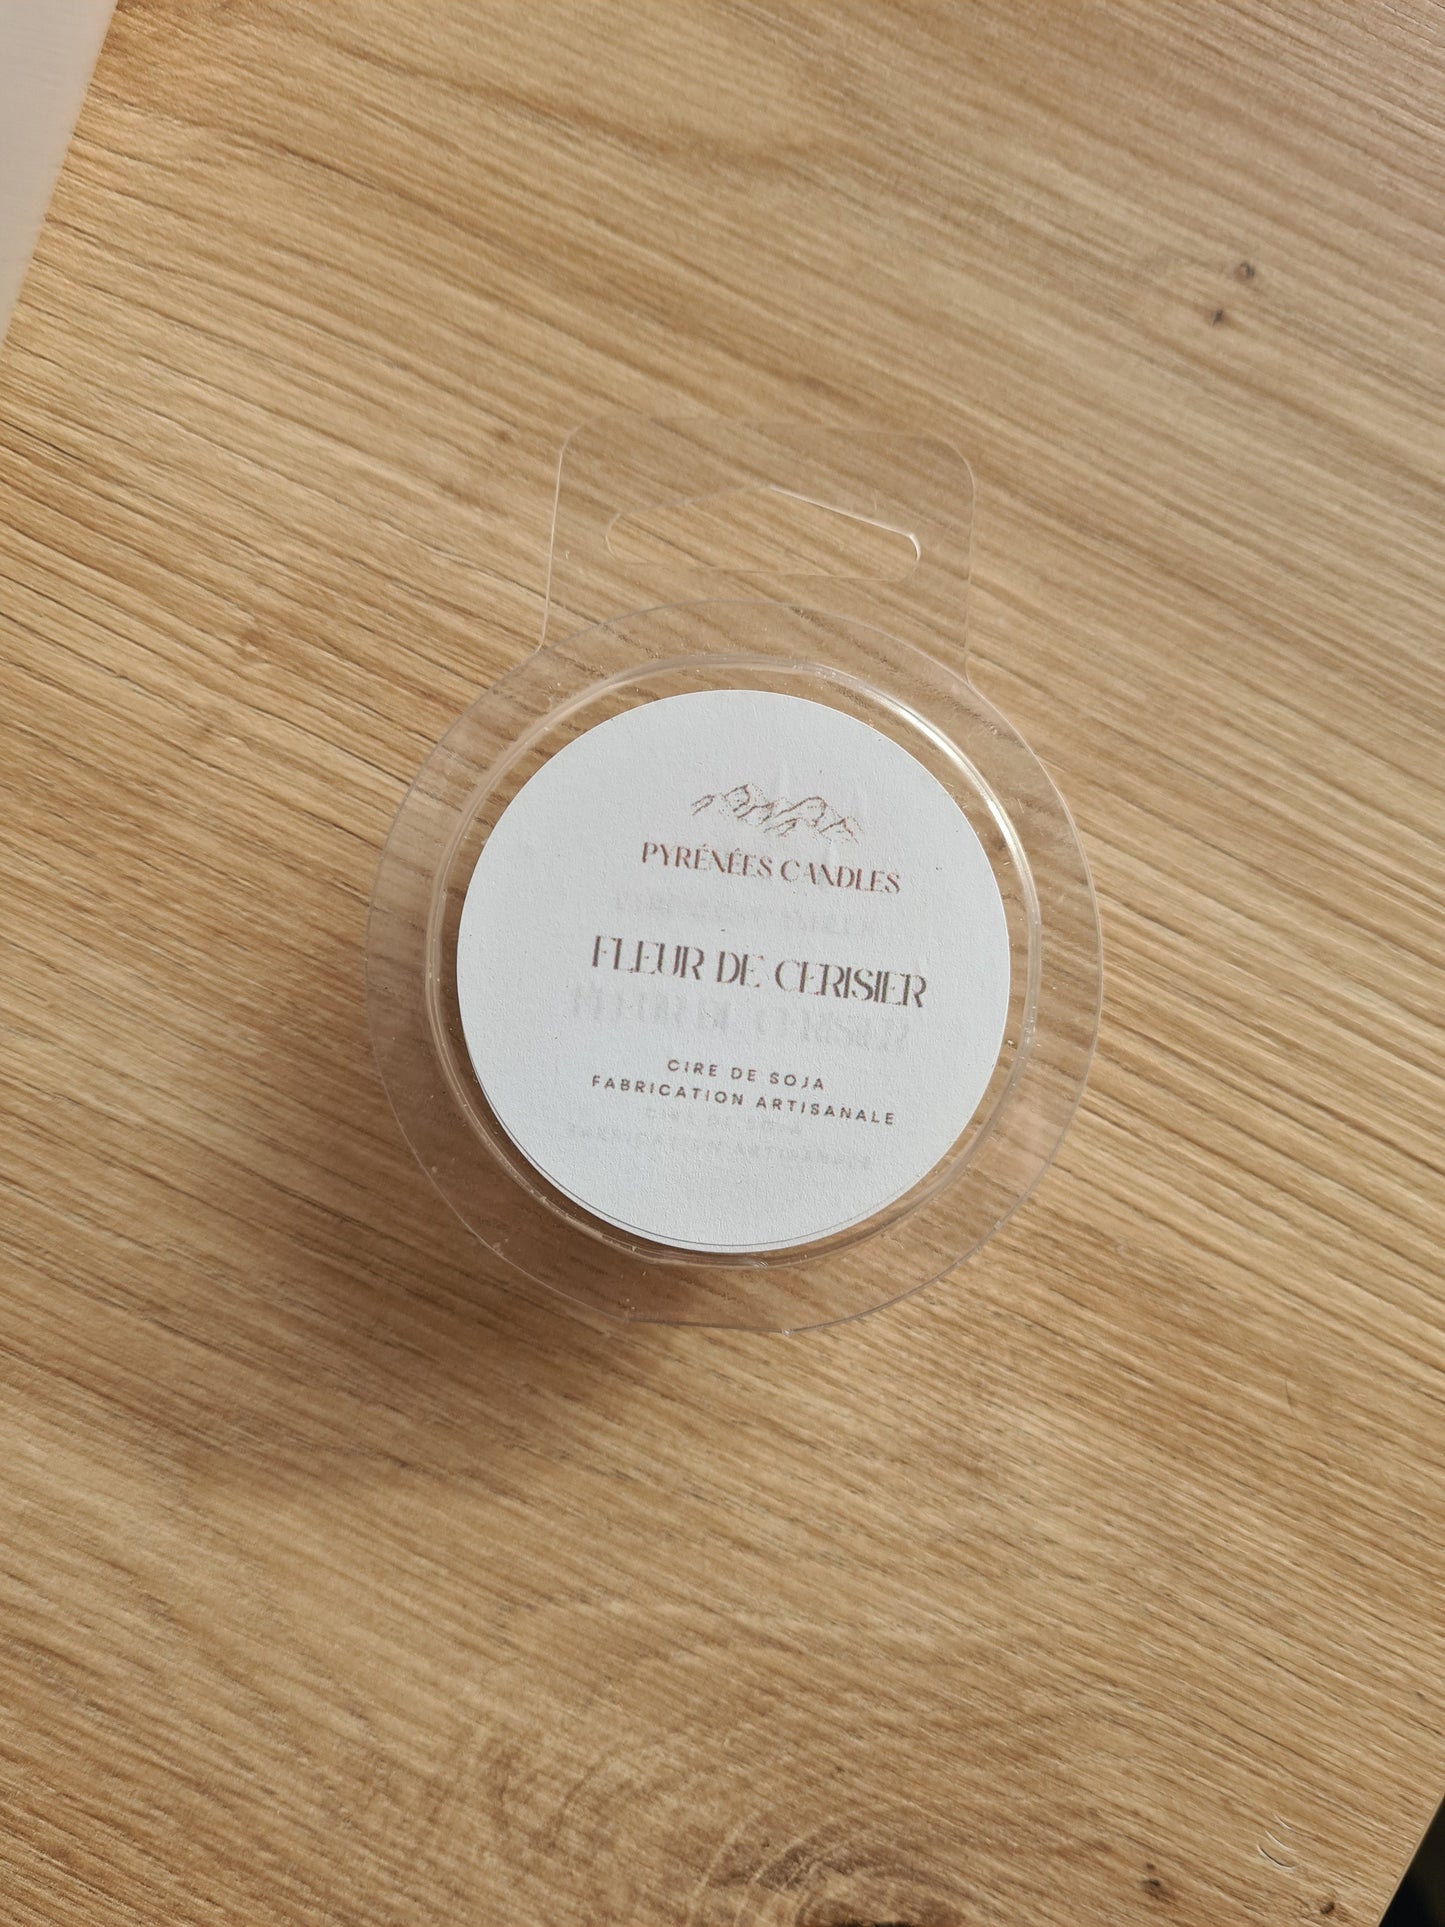 PYRÉNÉES CANDLES
FLEUR DE CERISIER
CIRE DE SOJA
FABRICATION ARTISANALE